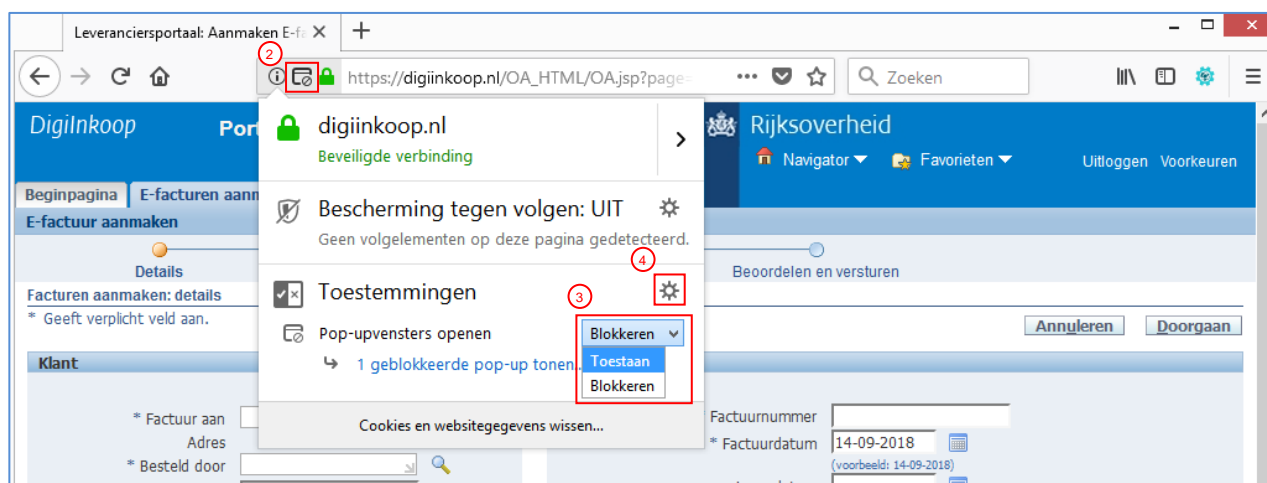 Leveranciersportaal: Aanmaken E-fa
2
https://digiinkoop.nl/OA_HTML/OA.jsp?page=
Zoeken
DigiInkoop
Port
digiinkoop.nl
Beveiligde verbinding
Rijksoverheid
Navigator
Favorieten
Uitloggen Voorkeuren
Beginpagina
E-facturen aanm
Bescherming tegen volgen: UIT
Geen volgelementen op deze pagina gedetecteerd.
E-factuur aanmaken
Details
Beoordelen en versturen
4
Facturen aanmaken: details
Toestemmingen
3
* Geeft verplicht veld aan.
Annuleren
Doorgaan
Pop-upvensters openen
Blokkeren
Toestaan
Blokkeren
1 geblokkeerde pop-up tonen...
Klant
Cookies en websitegegevens wissen...
* Factuur aan
Adres
* Besteld door
Factuurnummer
* Factuurdatum 14-09-2018
(voorbeeld: 14-09-2018)